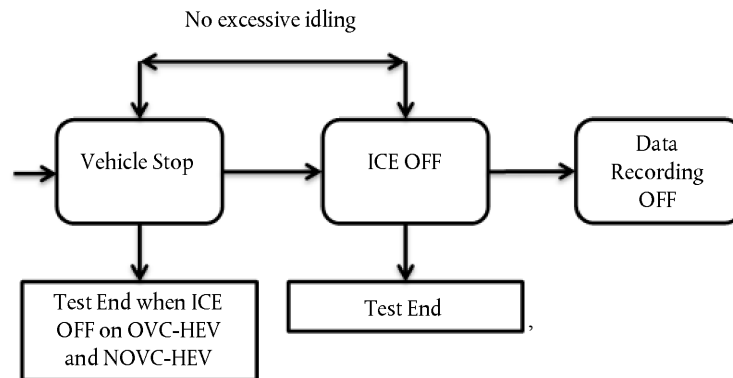 No excessive idling
Vehicle Stop
ICE OFF
Data
Recording
OFF
Test End when ICE
OFF on OVC-HEV
and NOVC-HEV
Test End
,